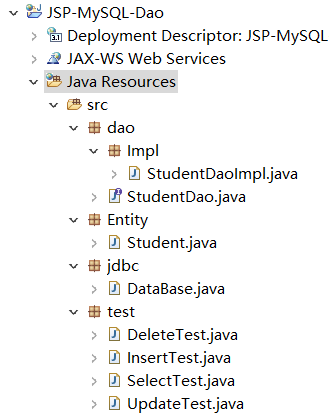 JSP-MySQL-Dao
Deployment Descriptor: JSP-MySQL
JAX-WS Web Services
Java Resources
src
dao
Impl
StudentDaoImpl.java
StudentDao.java
Entity
Student.java
jdbc
DataBase.java
test
DeleteTest.java
InsertTest.java
SelectTest.java
UpdateTest.java